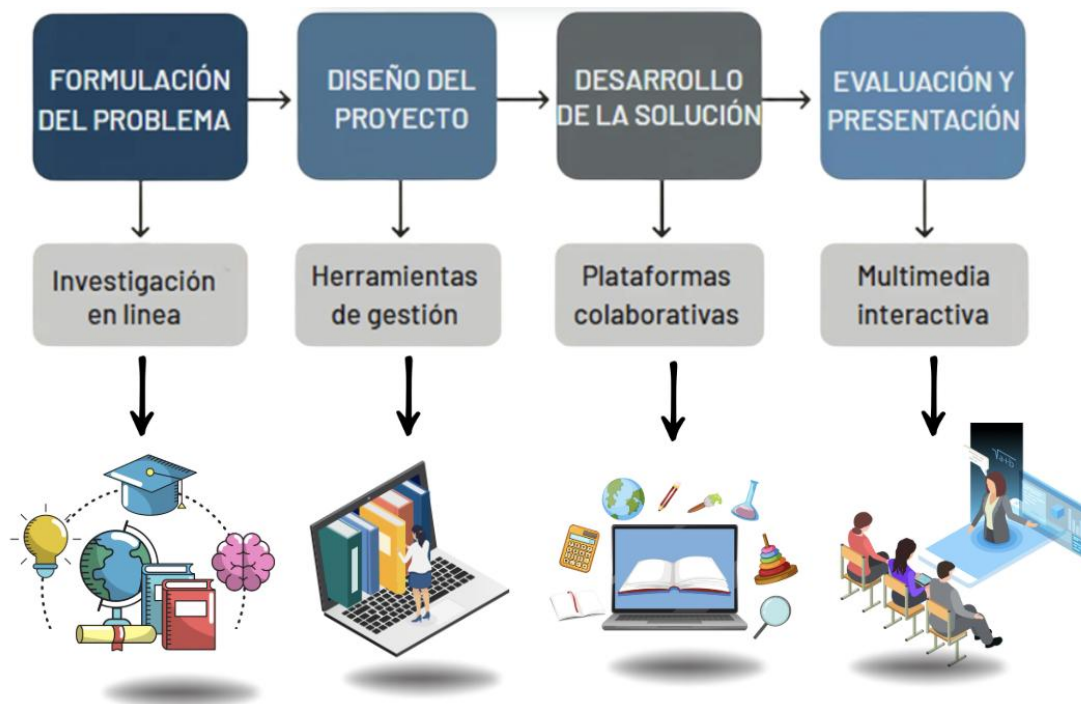 FORMULACIÓN
DEL PROBLEMA
DISEÑO DEL
PROYECTO
DESARROLLO
DE LA SOLUCIÓN
EVALUACIÓN Y
PRESENTACIÓN
Investigación
en linea
Herramientas
de gestión
Plataformas
colaborativas
Multimedia
interactiva
√a+b